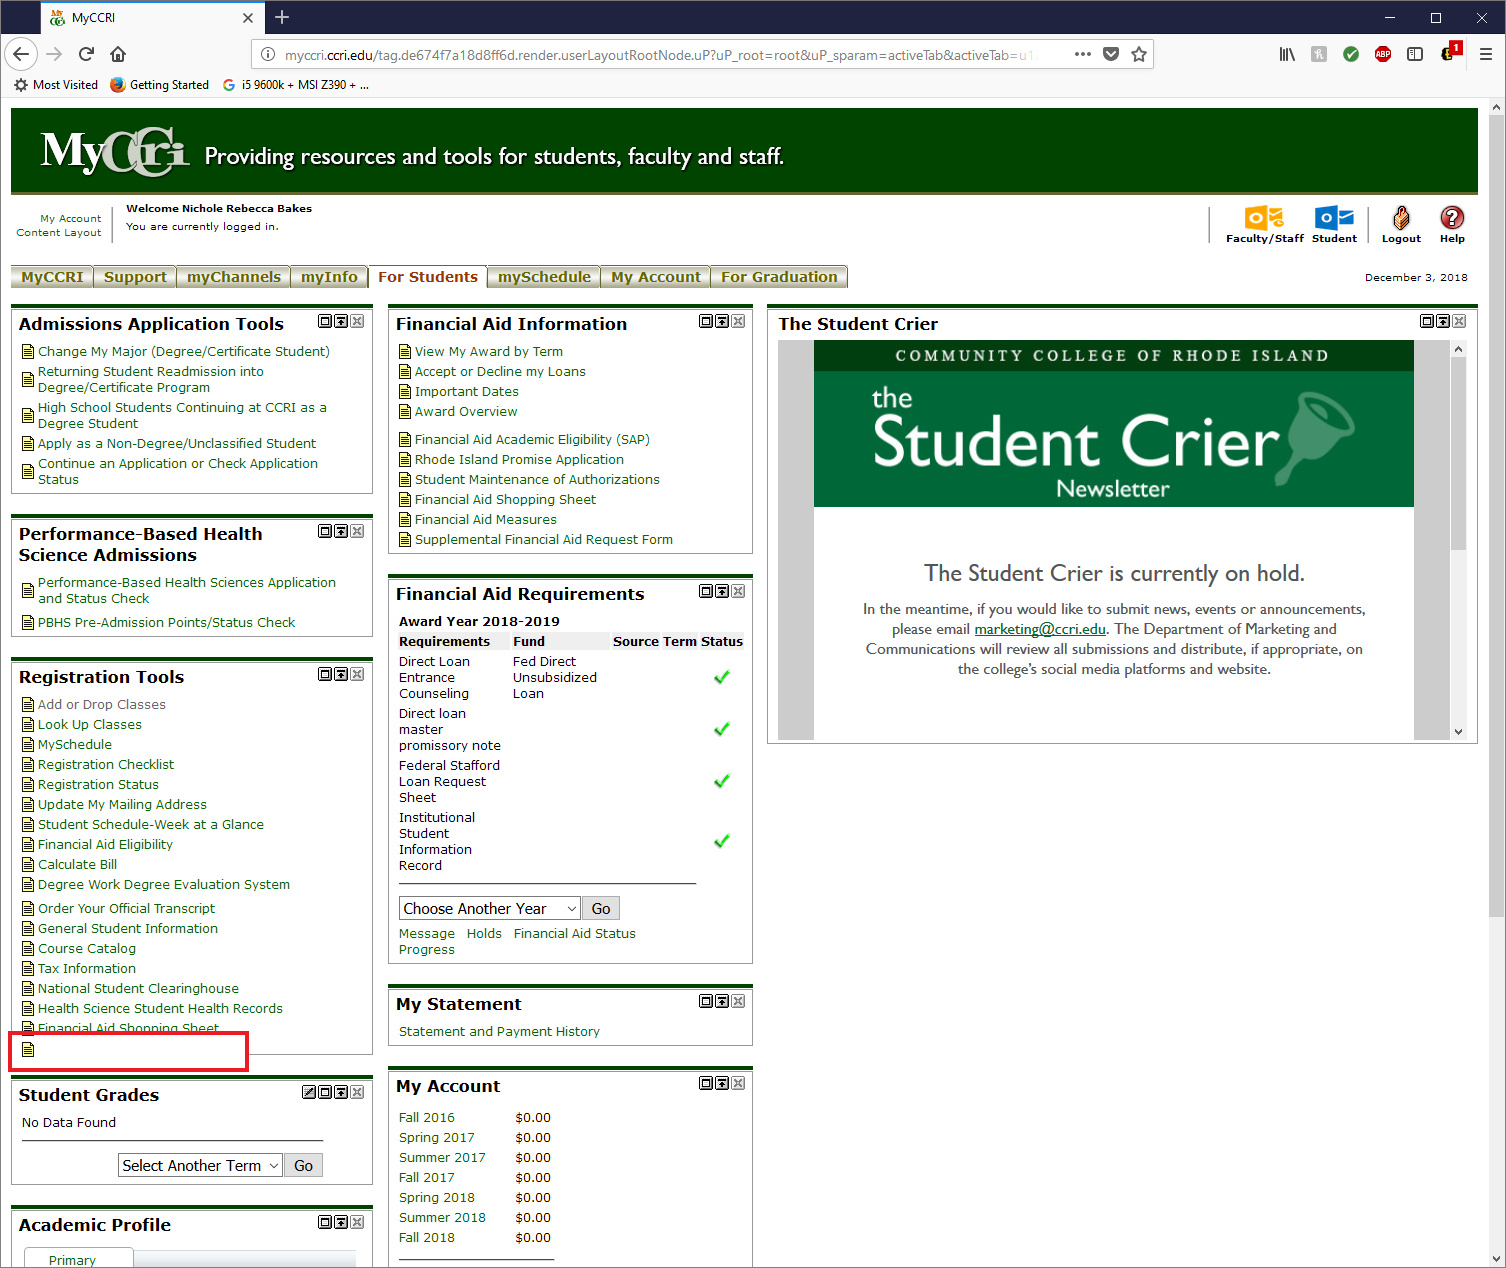 MyCCRI
myccri.ccri.edu/tag.de674f7a18d8ff6d.render.userLayoutRootNode.uP?uP_root=root&uP_sparam=activeTab&activeTab=u1
ABP
1
Most Visited Getting Started i5 9600k + MSI Z390 + ...
MyCCRi Providing resources and tools for students, faculty and staff.
My Account
Content Layout
Welcome Nichole Rebecca Bakes
You are currently logged in.
Faculty/Staff Student Logout Help
MyCCRI Support myChannels myInfo For Students mySchedule My Account For Graduation
December 3, 2018
Admissions Application Tools
Change My Major (Degree/Certificate Student)
Returning Student Readmission into
Degree/Certificate Program
High School Students Continuing at CCRI as a
Degree Student
Apply as a Non-Degree/Unclassified Student
Continue an Application or Check Application
Status
Performance-Based Health
Science Admissions
Performance-Based Health Sciences Application
and Status Check
PBHS Pre-Admission Points/Status Check
Registration Tools
Add or Drop Classes
Look Up Classes
MySchedule
Registration Checklist
Registration Status
Update My Mailing Address
Student Schedule-Week at a Glance
Financial Aid Eligibility
Calculate Bill
Degree Work Degree Evaluation System
Order Your Official Transcript
General Student Information
Course Catalog
Tax Information
National Student Clearinghouse
Health Science Student Health Records
Financial Aid Shopping Sheet
Student Grades
No Data Found
Select Another Term Go
Academic Profile
Primary
Financial Aid Information
View My Award by Term
Accept or Decline my Loans
Important Dates
Award Overview
Financial Aid Academic Eligibility (SAP)
Rhode Island Promise Application
Student Maintenance of Authorizations
Financial Aid Shopping Sheet
Financial Aid Measures
Supplemental Financial Aid Request Form
Financial Aid Requirements
Award Year 2018-2019
Requirements Fund Source Term Status
Direct Loan Entrance Counseling Fed Direct Unsubsidized Loan
Direct loan
master
promissory note
Federal Stafford
Loan Request
Sheet
Institutional
Student
Information
Record
Choose Another Year Go
Message Holds Financial Aid Status
Progress
My Statement
Statement and Payment History
My Account
Fall 2016 $0.00
Spring 2017 $0.00
Summer 2017 $0.00
Fall 2017 $0.00
Spring 2018 $0.00
Summer 2018 $0.00
Fall 2018 $0.00
The Student Crier
COMMUNITY COLLEGE OF RHODE ISLAND
the
Student Crier
Newsletter
The Student Crier is currently on hold.
In the meantime, if you would like to submit news, events or announcements,
please email marketing@ccri.edu. The Department of Marketing and
Communications will review all submissions and distribute, if appropriate, on
the college's social media platforms and website.